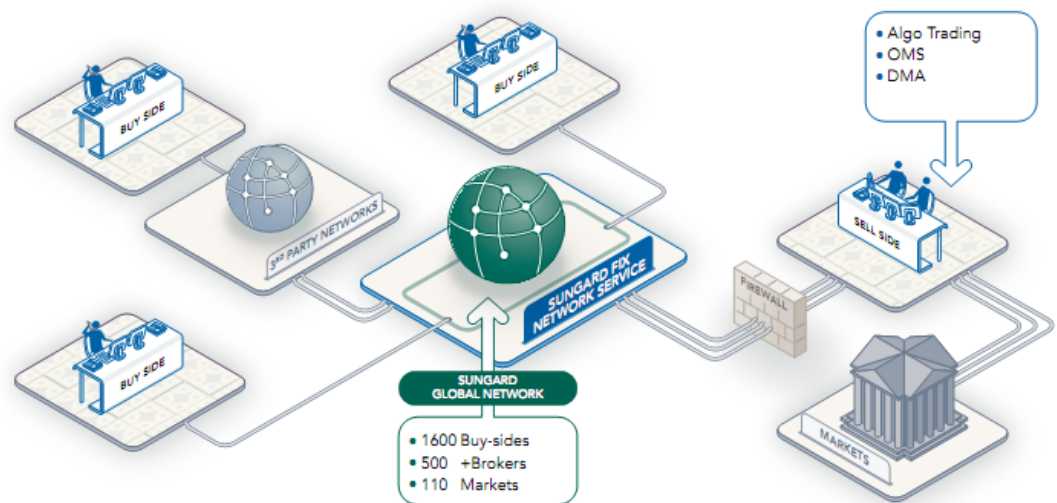 BUY SIDE
BUY SIDE
• Algo Trading
• OMS
• DMA
3RD PARTY NETWORKS
SUNGARD FIX
NETWORK SERVICE
SELL SIDE
FIREWALL
BUY SIDE
SUNGARD
GLOBAL NETWORK
• 1600 Buy-sides
• 500 +Brokers
• 110 Markets
MARKETS